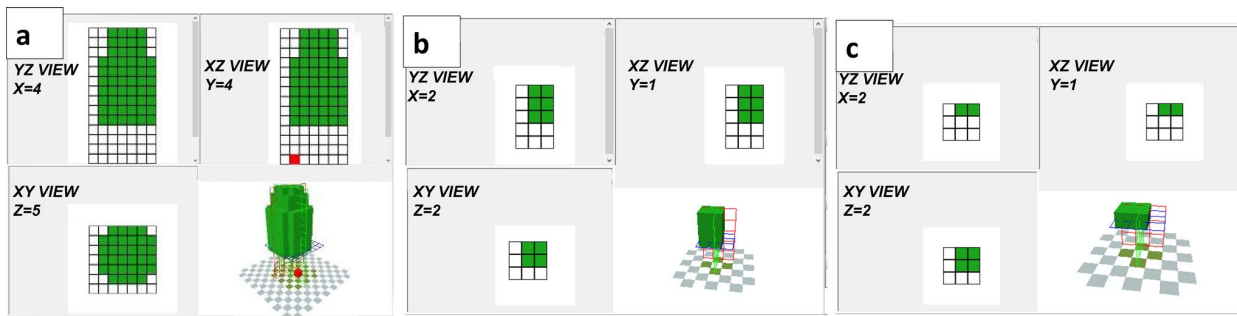 a
YZ VIEW
X=4
XZ VIEW
Y=4
XY VIEW
Z=5
b
YZ VIEW
X=2
XZ VIEW
Y=1
XY VIEW
Z=2
c
YZ VIEW
X=2
XZ VIEW
Y=1
XY VIEW
Z=2